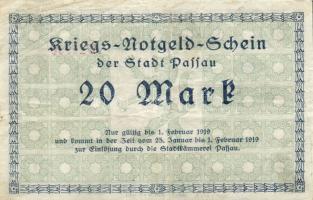 Kriegs-Notgeld-Schein
der Stadt Passau
20 Mark
Nur gültig bis 1. Februar 1919
und kommt in der Zeit vom 25. Januar bis 1. Februar 1919
zur Einlösung durch die Stadtkämmerei Passau.